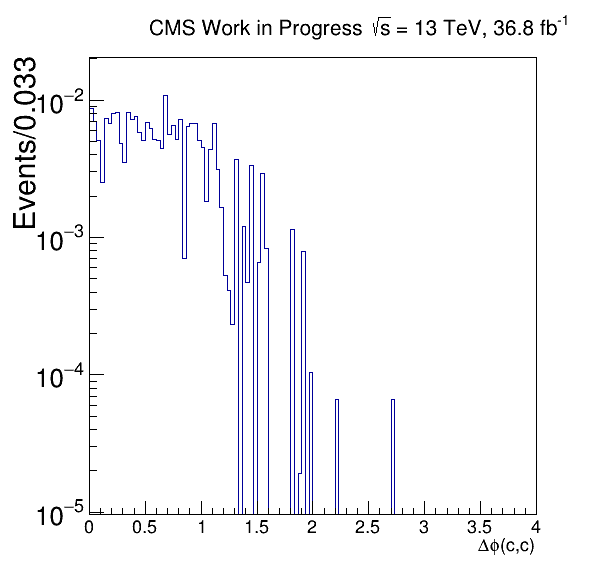 CMS Work in Progress √s = 13 TeV, 36.8 fb⁻¹
Events/0.033
10⁻²
10⁻³
10⁻⁴
10⁻⁵
0 0.5 1 1.5 2 2.5 3 3.5 4
Δϕ(c,c)